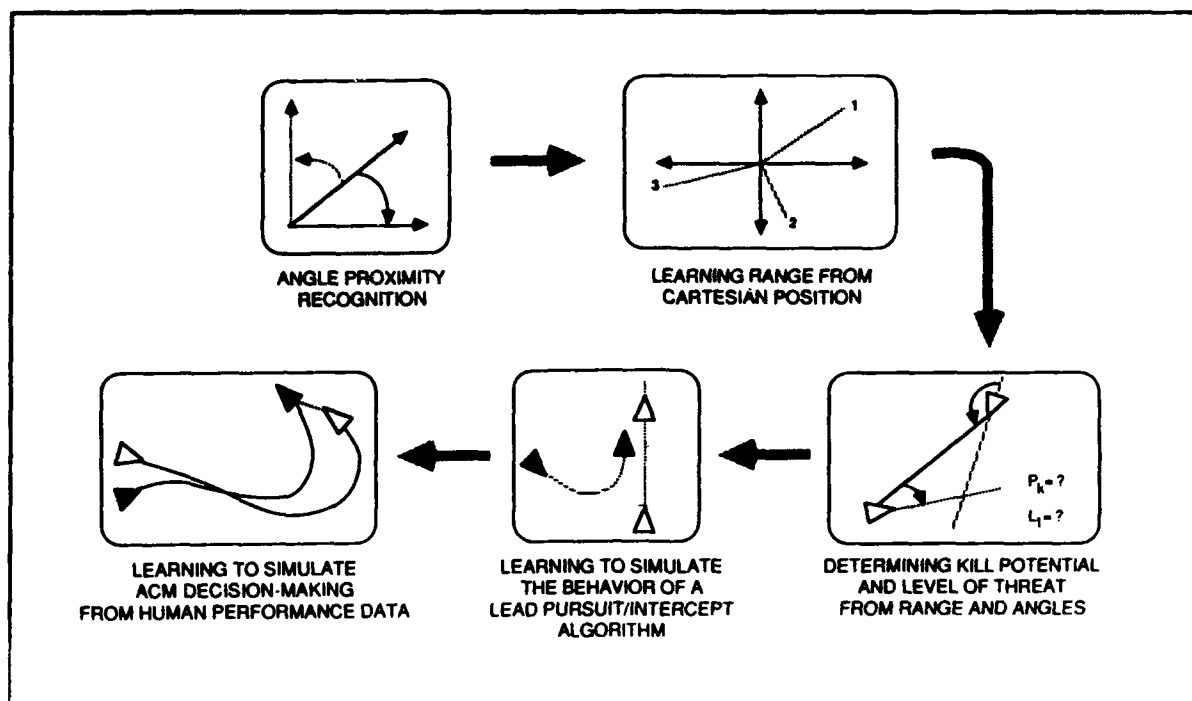 ANGLE PROXIMITY
RECOGNITION
1
2
3
LEARNING RANGE FROM
CARTESIAN POSITION
Pk = ?
L1 = ?
DETERMINING KILL POTENTIAL
AND LEVEL OF THREAT
FROM RANGE AND ANGLES
LEARNING TO SIMULATE
THE BEHAVIOR OF A
LEAD PURSUIT/INTERCEPT
ALGORITHM
LEARNING TO SIMULATE
ACM DECISION-MAKING
FROM HUMAN PERFORMANCE DATA